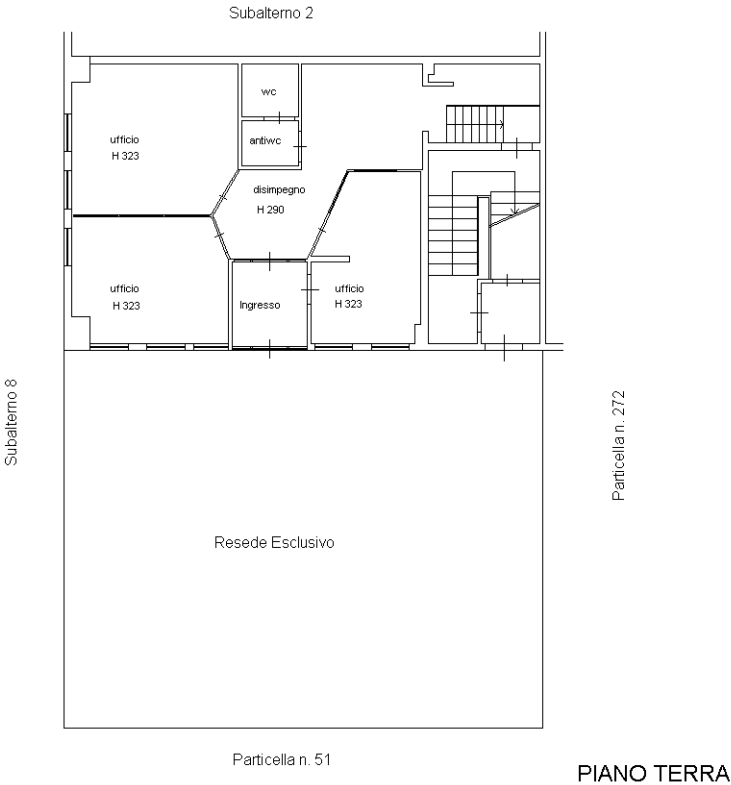 Subalterno 2
wc
ufficio
H 323
antiwc
disimpegno
H 290
ufficio
H 323
Ingresso
ufficio
H 323
Subalterno 8
Particella n. 272
Resede Esclusivo
Particella n. 51
PIANO TERRA